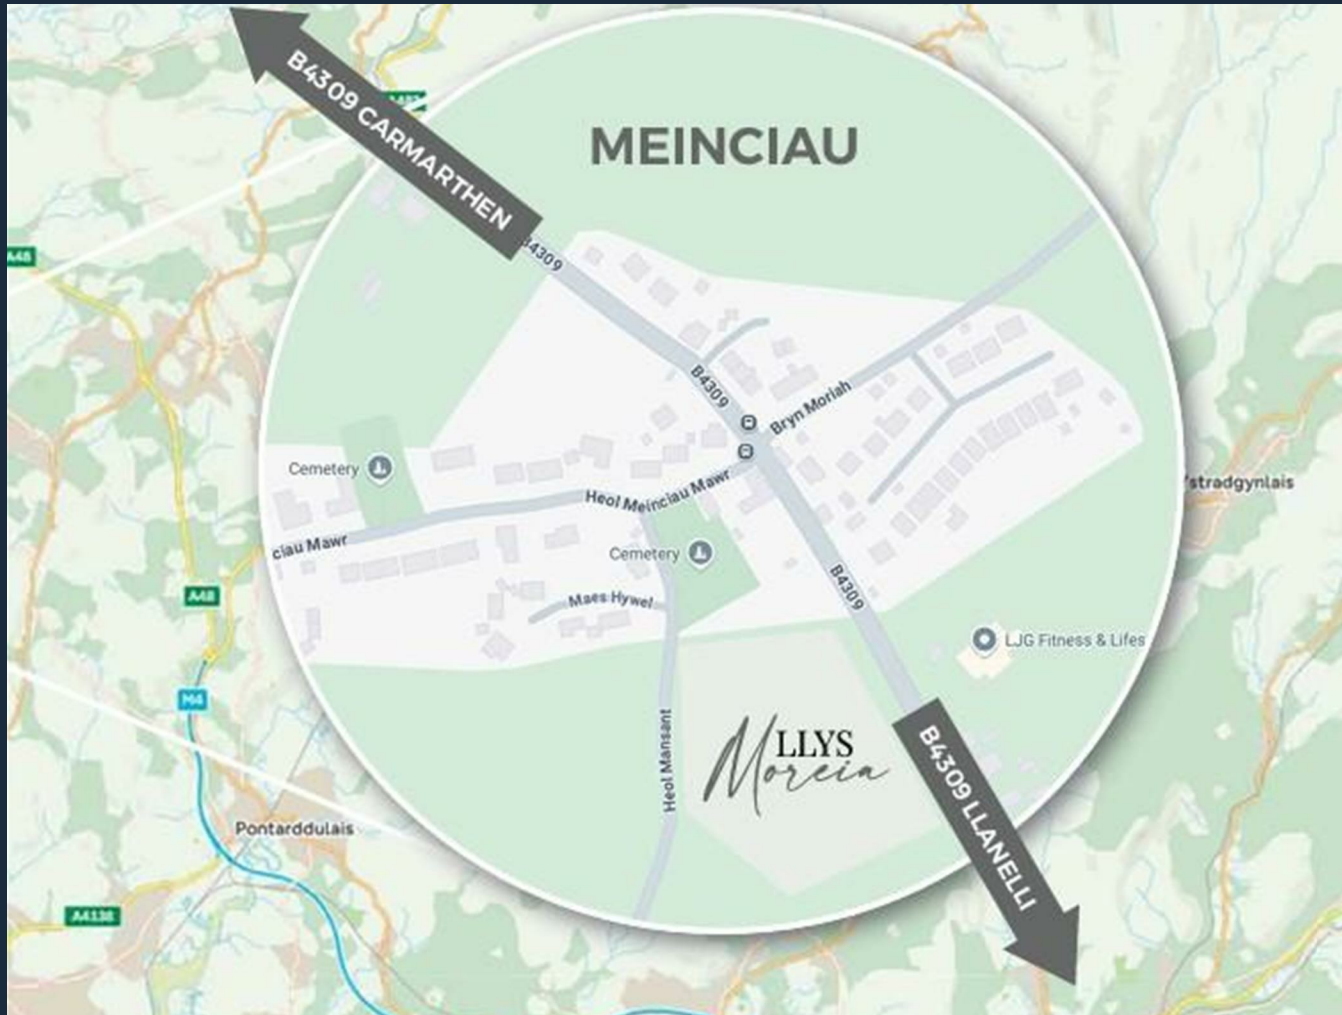 B4309 CARMARTHEN
MEINCIAU
A48
B4309
B4309
Bryn Moriah
Cemetery
Heol Meinciau Mawr
ciau Mawr
Cemetery
Maes Hywel
B4309
stradgynlais
A48
LJG Fitness & Lifes
M4
Heol Mansant
LLYS
Moreia
B4309 LLANELLI
Pontarddulais
A4138